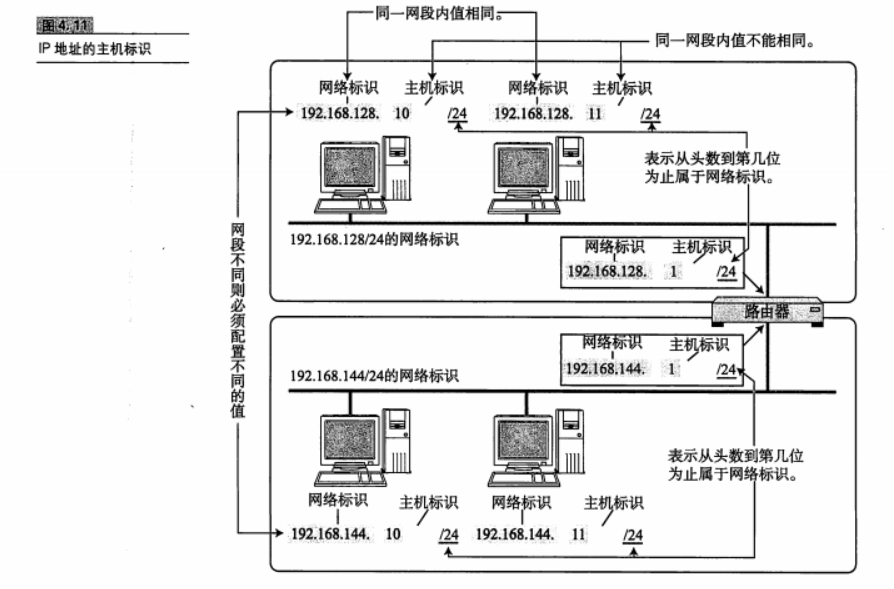 图4.11
IP 地址的主机标识
同一网段内值相同。
同一网段内值不能相同。
网络标识 主机标识 网络标识 主机标识
192.168.128. 10 /24 192.168.128. 11 /24
表示从头数到第几位
为止属于网络标识。
网段不同则必须配置不同的值
192.168.128/24的网络标识
网络标识 主机标识
192.168.128. 1 /24
路由器
网络标识 主机标识
192.168.144. 1 /24
192.168.144/24的网络标识
表示从头数到第几位
为止属于网络标识。
网络标识 主机标识 网络标识 主机标识
192.168.144. 10 /24 192.168.144. 11 /24